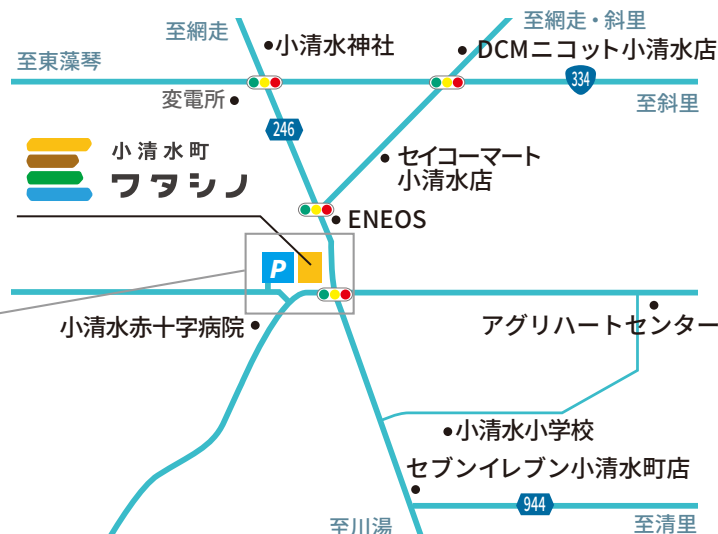 至網走
至網走・斜里
小清水神社
DCMニコット小清水店
至東藻琴
334
変電所
至斜里
246
小清水町
ワタシノ
セイコーマート
小清水店
ENEOS
P
小清水赤十字病院
アグリハートセンター
小清水小学校
セブンイレブン小清水町店
944
至川湯
至清里